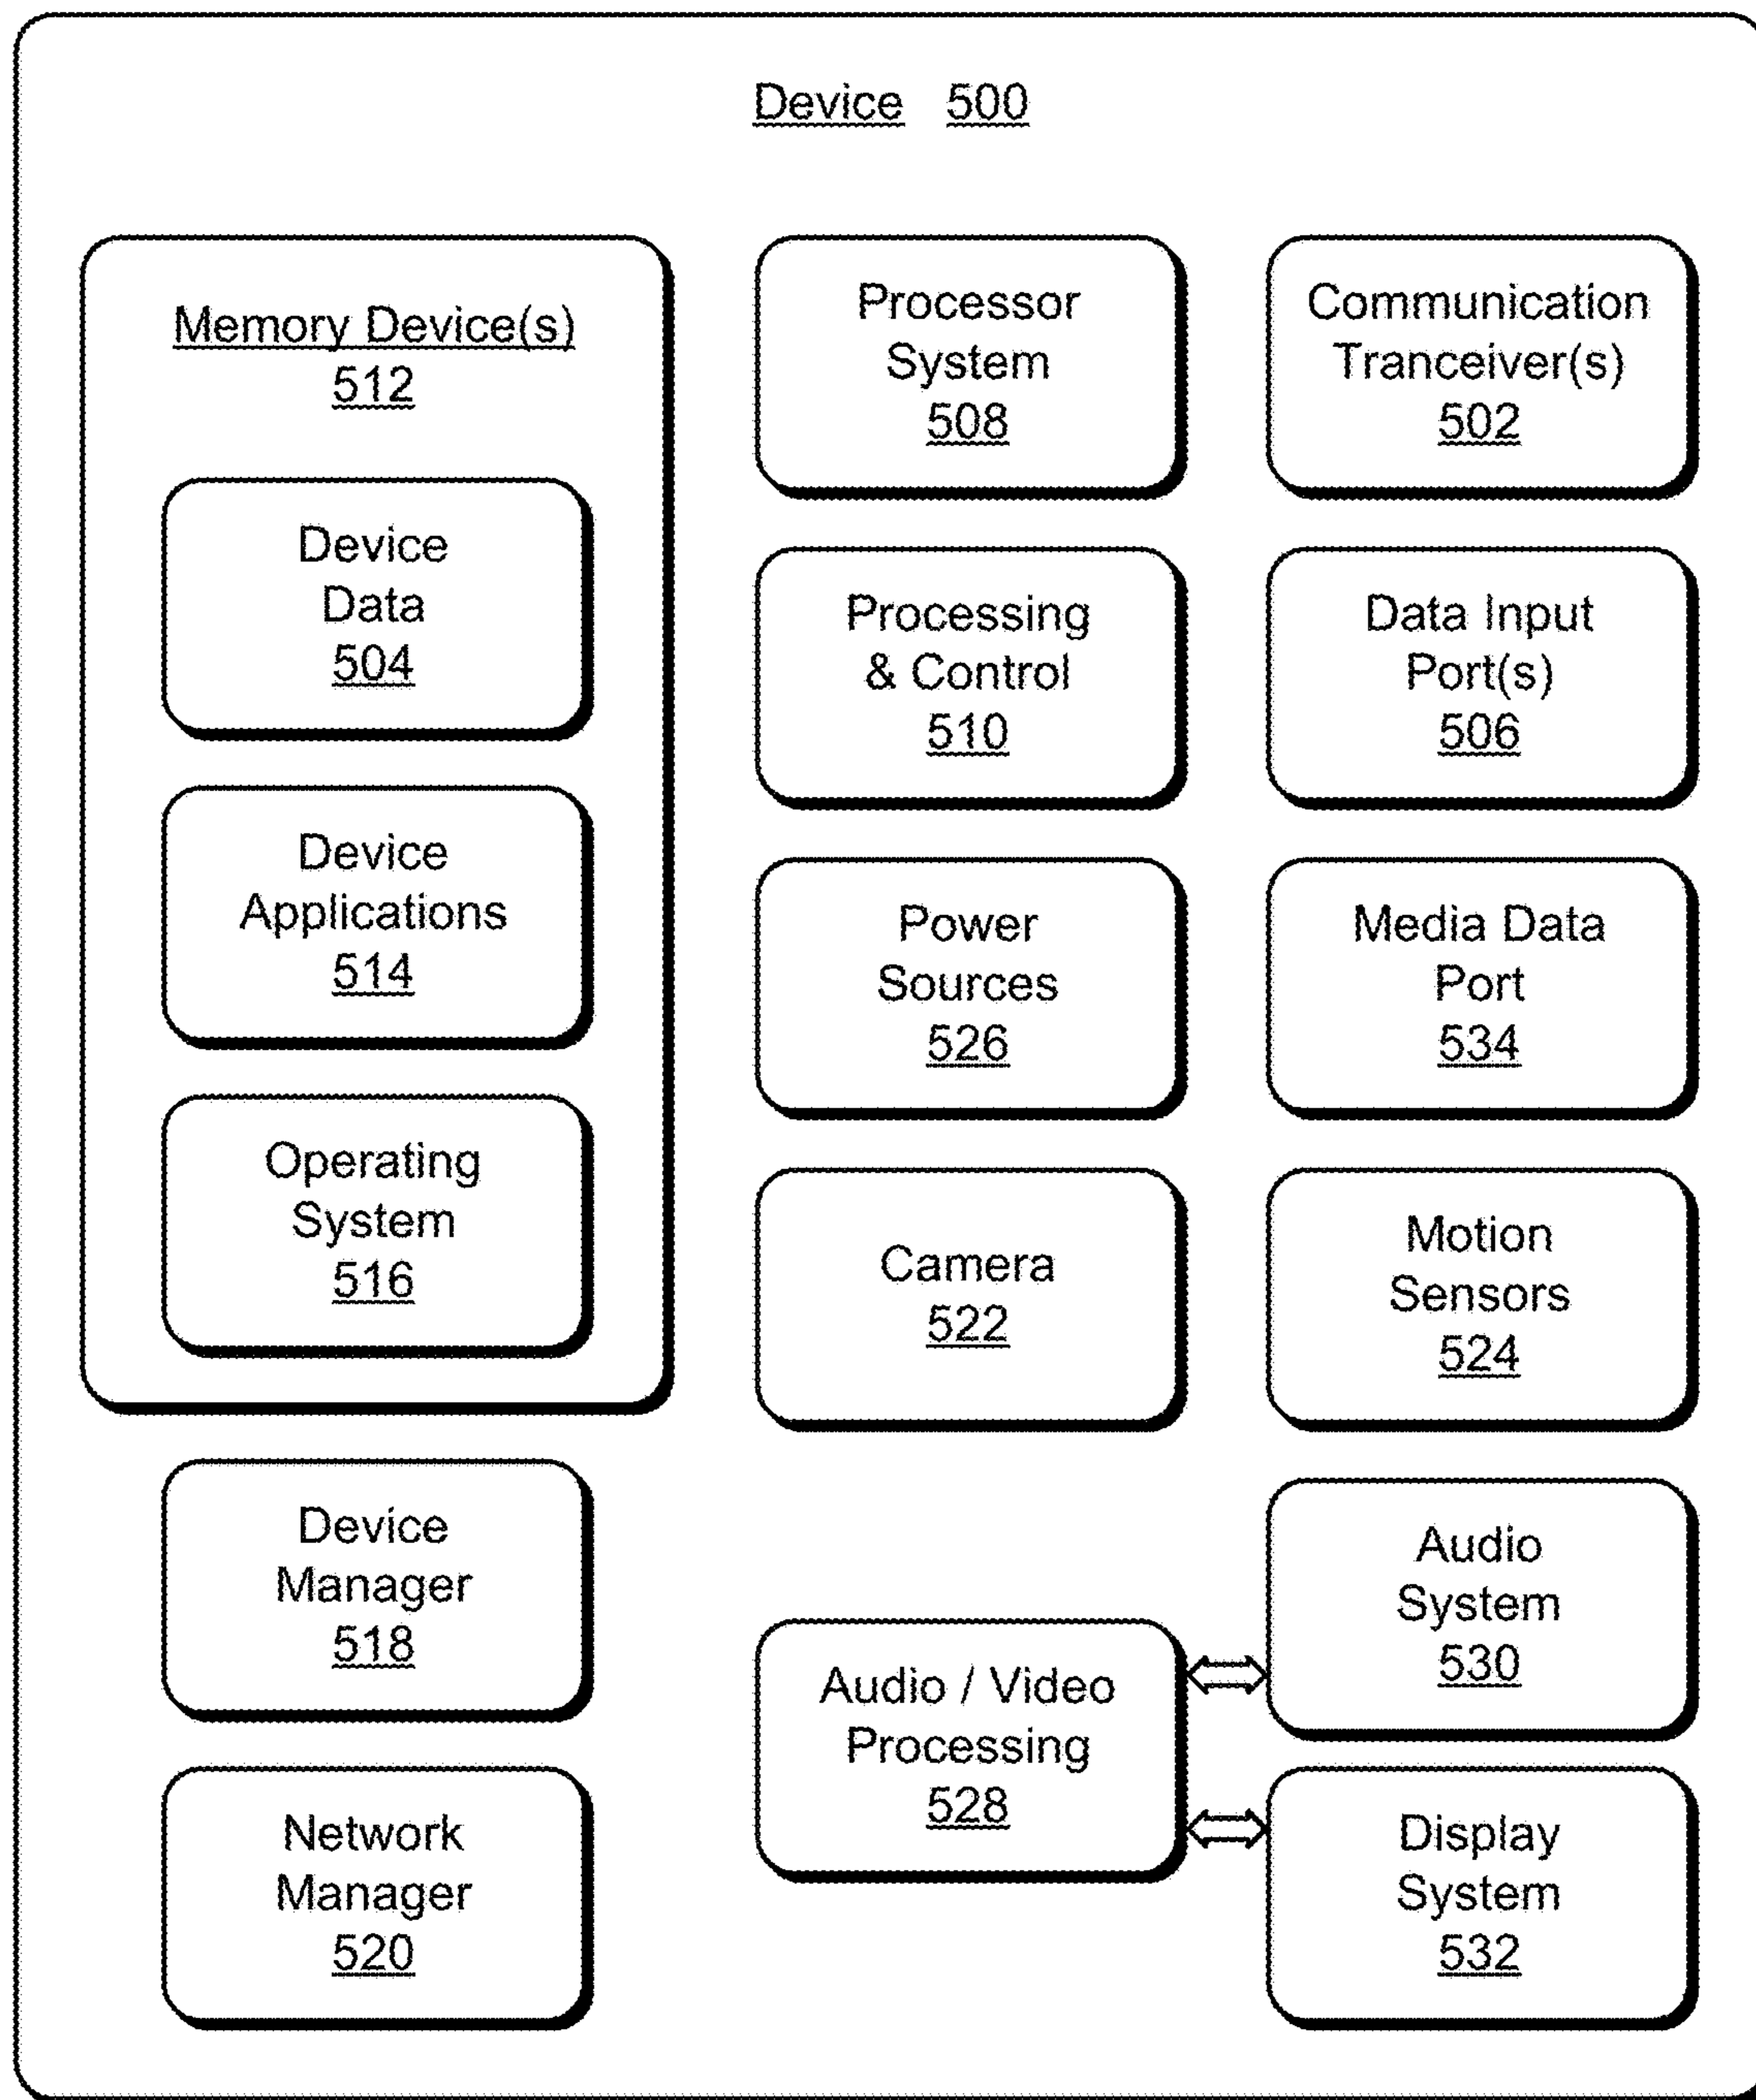 Device 500
Memory Device(s)
512
Device
Data
504
Device
Applications
514
Operating
System
516
Device
Manager
518
Network
Manager
520
Processor
System
508
Processing
& Control
510
Power
Sources
526
Camera
522
Audio / Video
Processing
528
Communication
Tranceiver(s)
502
Data Input
Port(s)
506
Media Data
Port
534
Motion
Sensors
524
Audio
System
530
Display
System
532